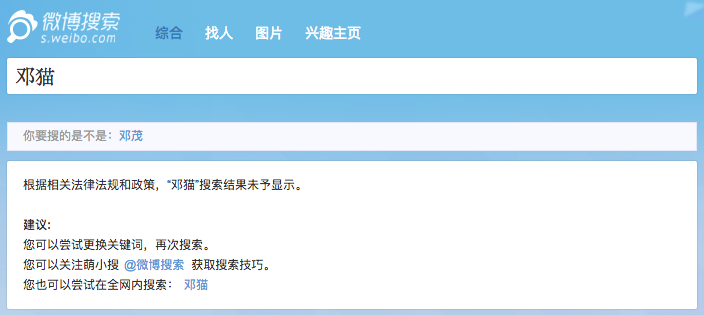 微博搜索
s.weibo.com
综合 找人 图片 兴趣主页
邓猫
你要搜的是不是：邓茂
根据相关法律法规和政策，“邓猫”搜索结果未予显示。
建议:
您可以尝试更换关键词，再次搜索。
您可以关注萌小搜 @微博搜索 获取搜索技巧。
您也可以尝试在全网内搜索： 邓猫